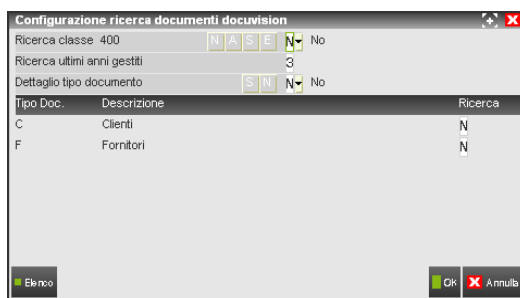 Configurazione ricerca documenti docuvision
Ricerca classe 400 N A S E N No
Ricerca ultimi anni gestiti 3
Dettaglio tipo documento S N N No
Tipo Doc. Descrizione Ricerca
C Clienti N
F Fornitori N
Elenco OK Annulla